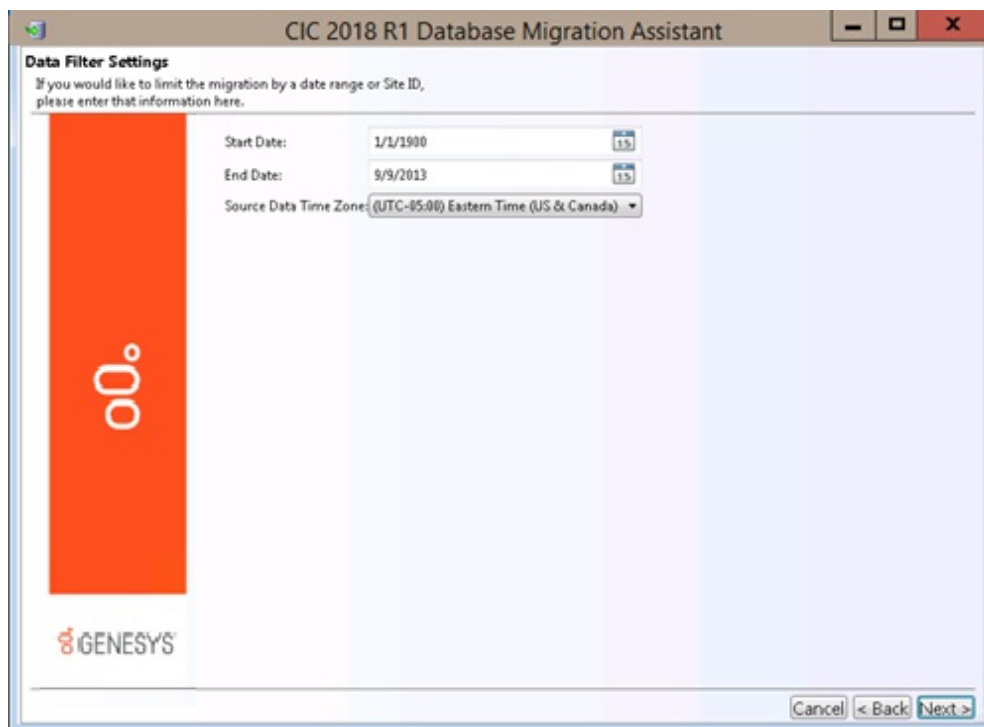 CIC 2018 R1 Database Migration Assistant
Data Filter Settings
If you would like to limit the migration by a date range or Site ID,
please enter that information here.
Start Date: 1/1/1900
15
End Date: 9/9/2013
15
Source Data Time Zone: (UTC-05:00) Eastern Time (US & Canada)
GENESYS
Cancel < Back Next >